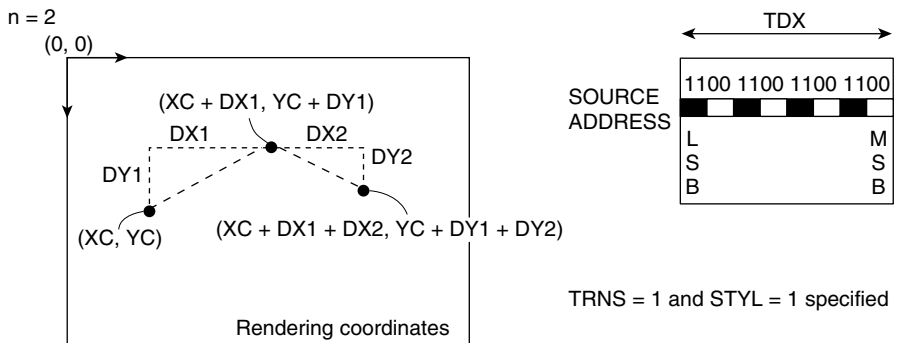 n = 2
(0, 0)
(XC + DX1, YC + DY1)
DX1
DX2
DY1
DY2
(XC, YC)
(XC + DX1 + DX2, YC + DY1 + DY2)
Rendering coordinates
TDX
1100 1100 1100 1100
SOURCE
ADDRESS
L M
S S
B B
TRNS = 1 and STYL = 1 specified